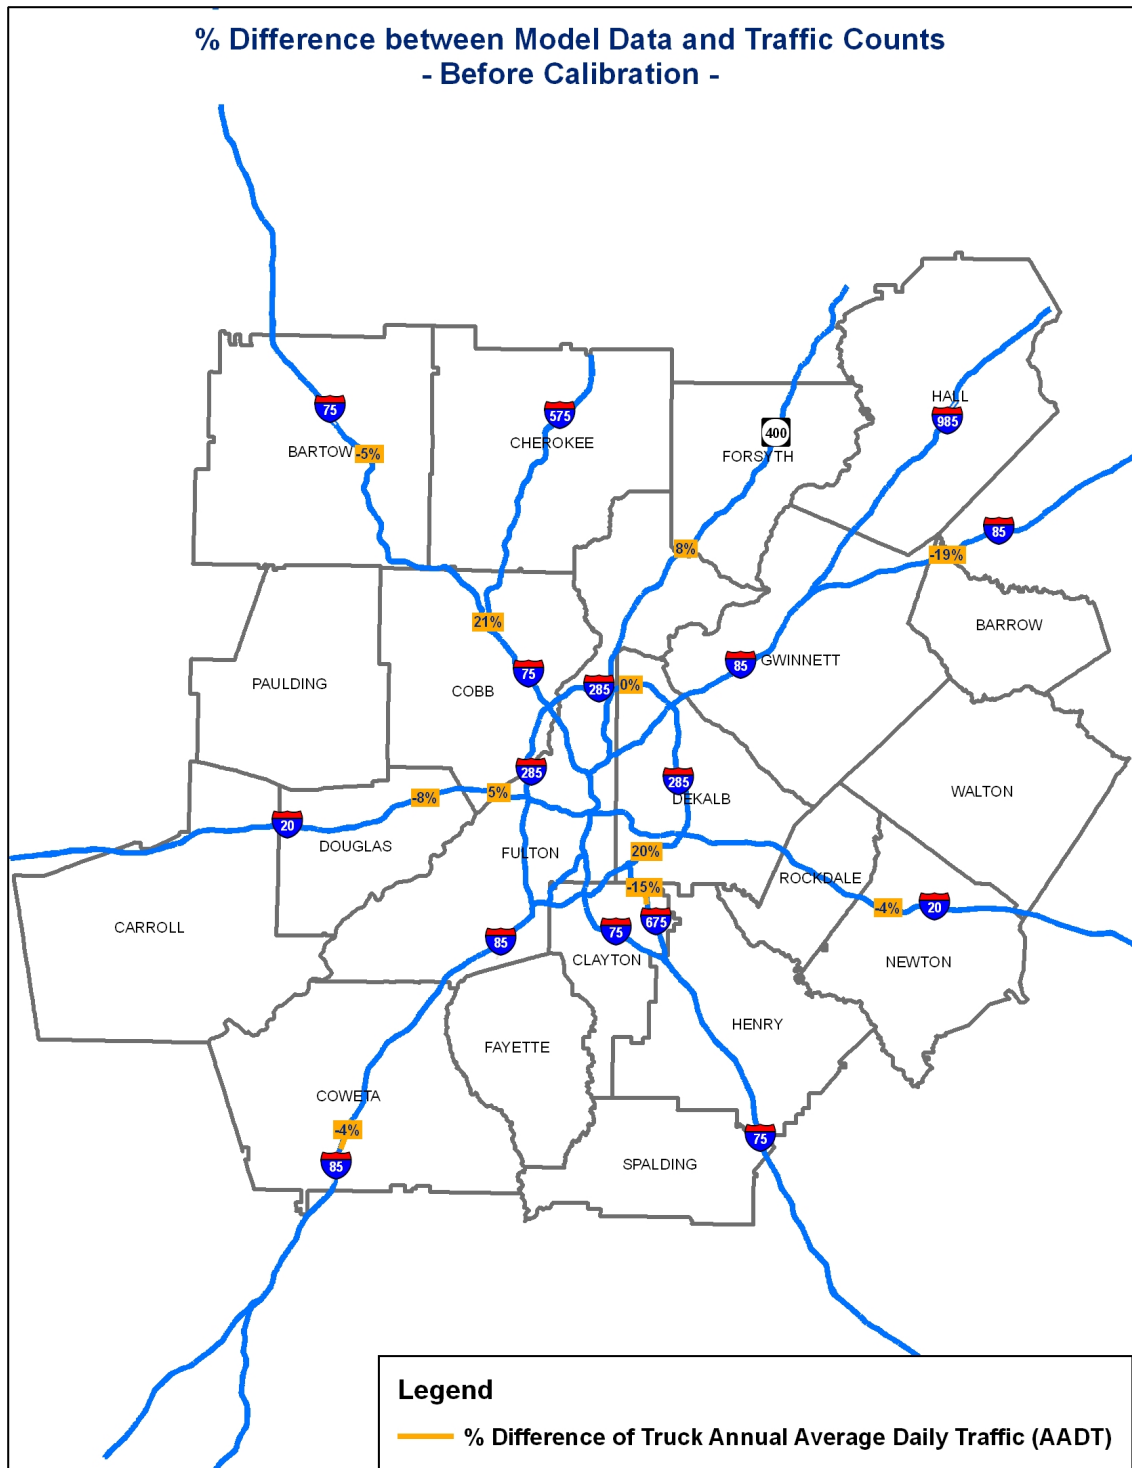 % Difference between Model Data and Traffic Counts
- Before Calibration -
75
BARTOW
-5%
575
CHEROKEE
400
FORSYTH
HALL
985
85
-19%
8%
21%
BARROW
75
285
0%
85
GWINNETT
PAULDING
COBB
285
285
DEKALB
WALTON
-8%
5%
20
DOUGLAS
FULTON
20%
-15%
ROCKDALE
-4%
20
CARROLL
85
75
675
CLAYTON
NEWTON
HENRY
FAYETTE
COWETA
-4%
85
75
SPALDING
Legend
% Difference of Truck Annual Average Daily Traffic (AADT)